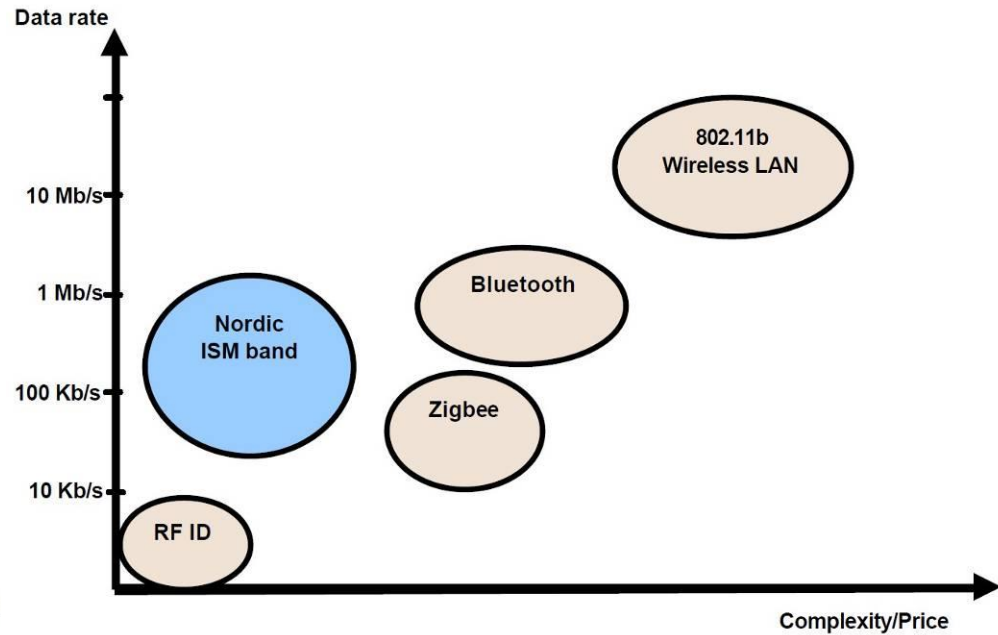 Data rate
802.11b
Wireless LAN
10 Mb/s
Bluetooth
1 Mb/s
Nordic
ISM band
100 Kb/s
Zigbee
10 Kb/s
RF ID
Complexity/Price